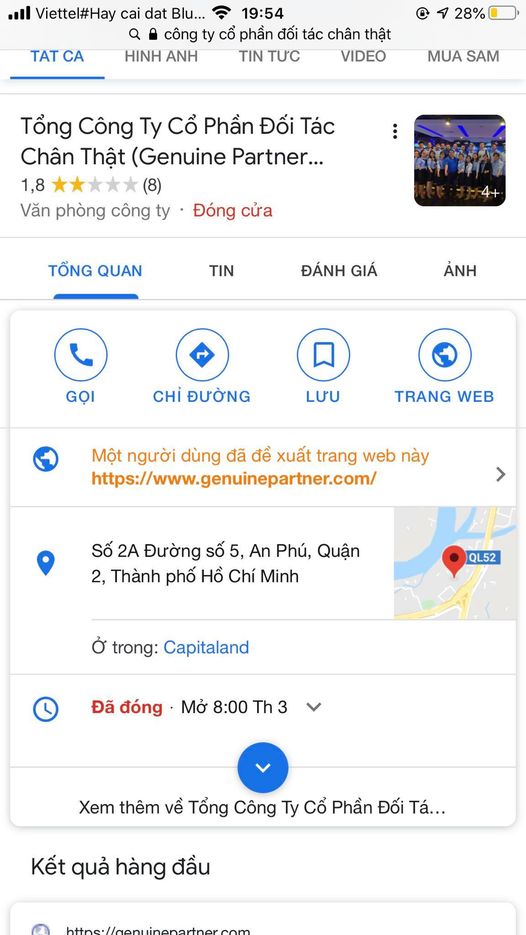 Viettel#Hay cai dat Blu... 19:54 28%
công ty cổ phần đối tác chân thật
TẤT CẢ HÌNH ẢNH TIN TỨC VIDEO MUA SẮM
Tổng Công Ty Cổ Phần Đối Tác
Chân Thật (Genuine Partner...
1,8 (8)
4+
Văn phòng công ty · Đóng cửa
TỔNG QUAN TIN ĐÁNH GIÁ ẢNH
GỌI CHỈ ĐƯỜNG LƯU TRANG WEB
Một người dùng đã đề xuất trang web này
https://www.genuinepartner.com/
Số 2A Đường số 5, An Phú, Quận
2, Thành phố Hồ Chí Minh
QL52
Ở trong: Capitaland
Đã đóng · Mở 8:00 Th 3
Xem thêm về Tổng Công Ty Cổ Phần Đối Tá...
Kết quả hàng đầu
https://genuinepartner.com